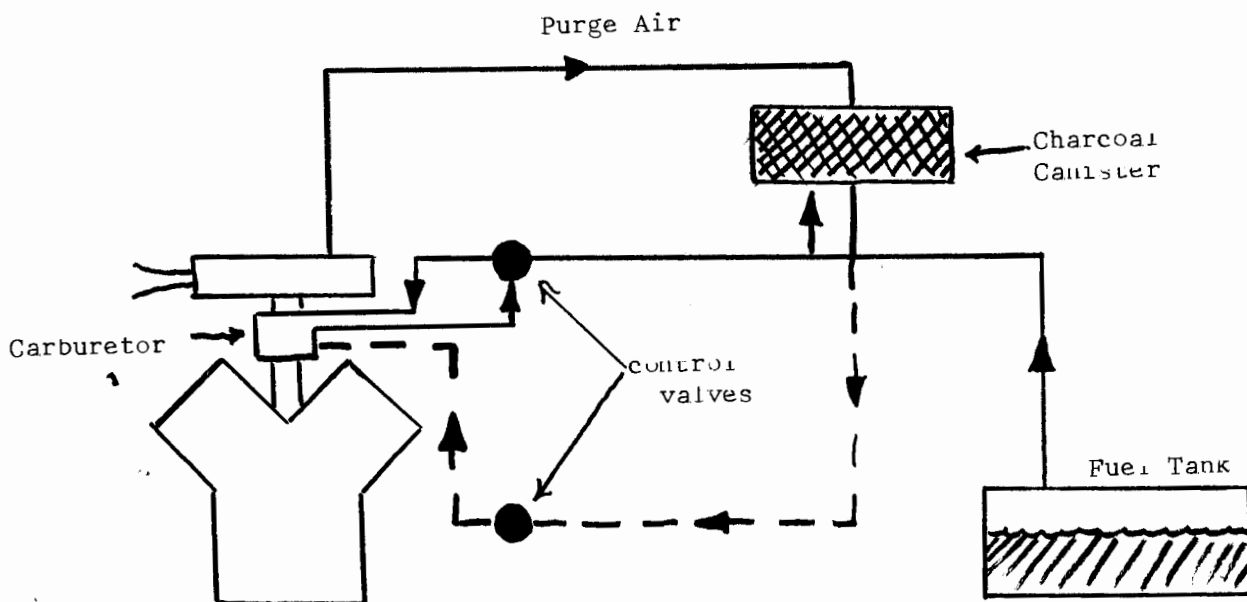 Purge Air
Charcoal
Canister
Carburetor
control
valves
Fuel Tank